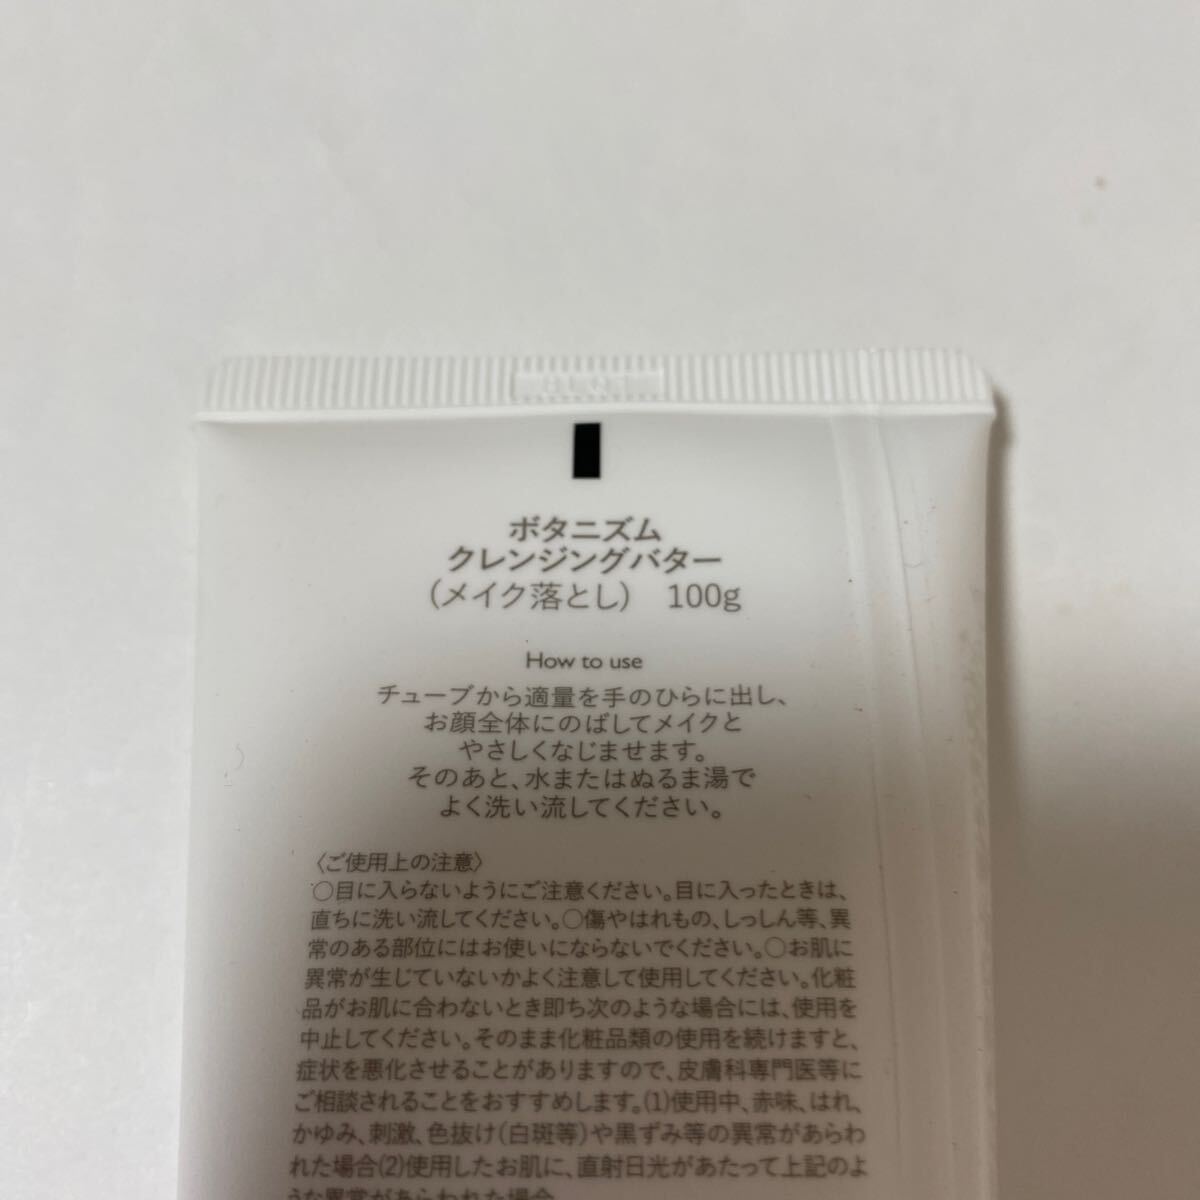 ボタニズム
クレンジングバター
(メイク落とし) 100g
How to use
チューブから適量を手のひらに出し、
お顔全体にのばしてメイクと
やさしくなじませます。
そのあと、水またはぬるま湯で
よく洗い流してください。
〈ご使用上の注意〉
○目に入らないようにご注意ください。目に入ったときは、
直ちに洗い流してください。○傷やはれもの、しっしん等、異
常のある部位にはお使いにならないでください。○お肌に
異常が生じていないかよく注意して使用してください。化粧
品がお肌に合わないとき即ち次のような場合には、使用を
中止してください。そのまま化粧品類の使用を続けますと、
症状を悪化させることがありますので、皮膚科専門医等に
ご相談されることをおすすめします。(1)使用中、赤味、はれ、
かゆみ、刺激、色抜け(白斑等)や黒ずみ等の異常があらわ
れた場合(2)使用したお肌に、直射日光があたって上記のよ
うな異常があらわれた場合